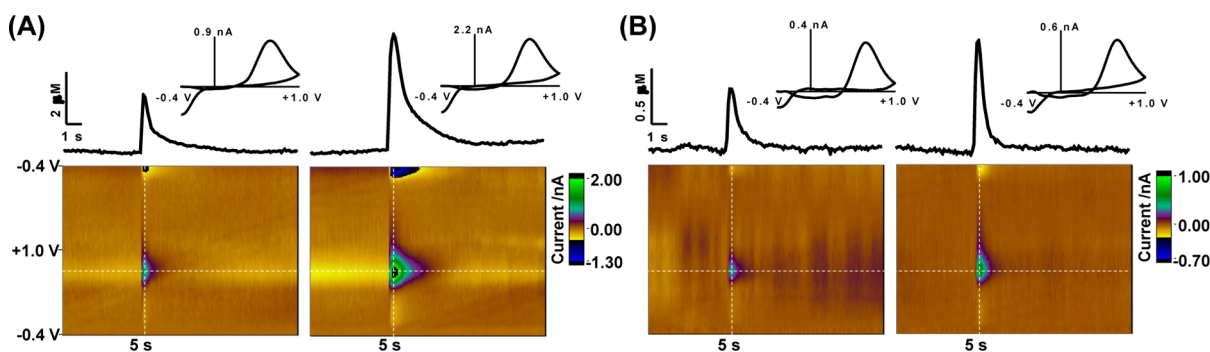 (A)
0.9 nA
-0.4 V
+1.0 V
2 µM
1 s
2.2 nA
-0.4 V
+1.0 V
(B)
0.4 nA
-0.4 V
+1.0 V
0.5 µM
1 s
0.6 nA
-0.4 V
+1.0 V
-0.4 V
+1.0 V
-0.4 V
5 s
5 s
Current /nA
2.00
0.00
-1.30
5 s
5 s
Current /nA
1.00
0.00
-0.70